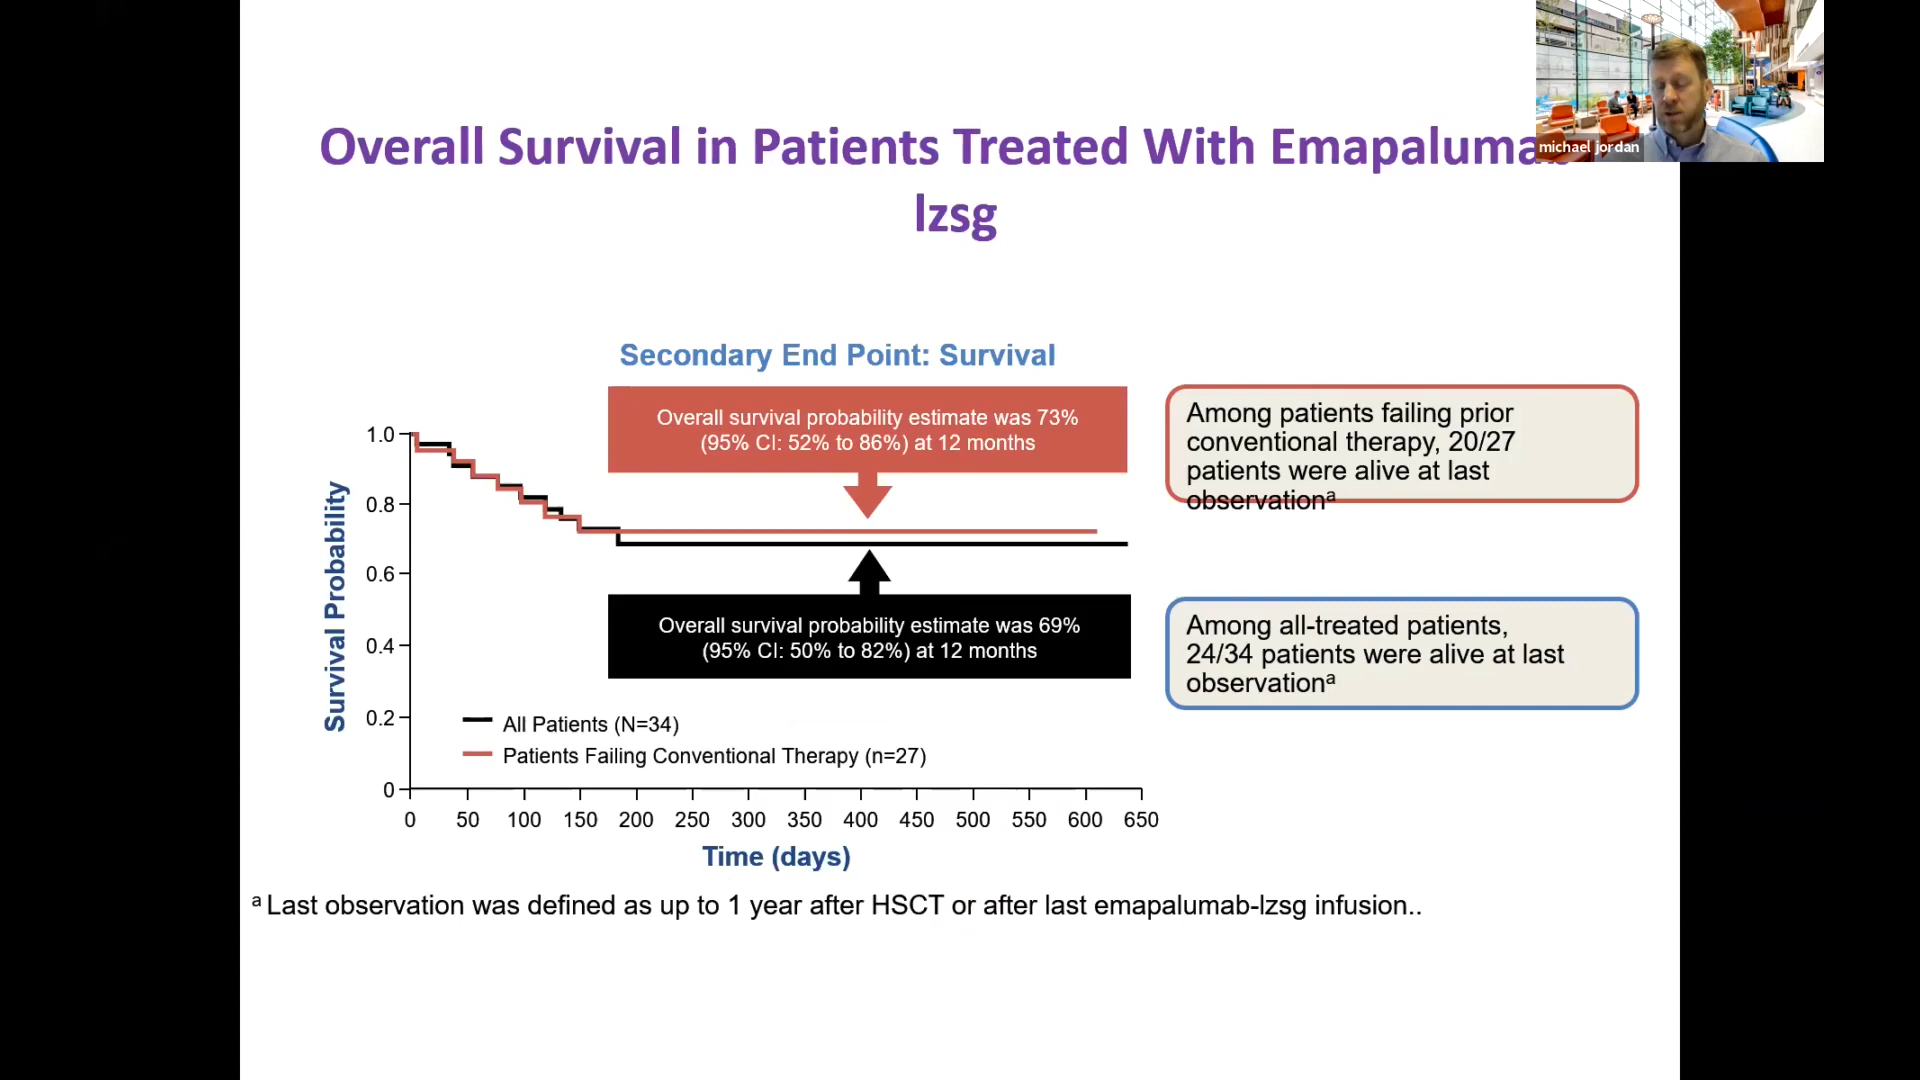 michael jordan
Overall Survival in Patients Treated With Emapalumab-
lzsg
Secondary End Point: Survival
Overall survival probability estimate was 73%
(95% CI: 52% to 86%) at 12 months
Among patients failing prior
conventional therapy, 20/27
patients were alive at last
observationᵃ
Survival Probability
1.0
0.8
0.6
0.4
0.2
0
Overall survival probability estimate was 69%
(95% CI: 50% to 82%) at 12 months
Among all-treated patients,
24/34 patients were alive at last
observationᵃ
All Patients (N=34)
Patients Failing Conventional Therapy (n=27)
0 50 100 150 200 250 300 350 400 450 500 550 600 650
Time (days)
ᵃ Last observation was defined as up to 1 year after HSCT or after last emapalumab-lzsg infusion..